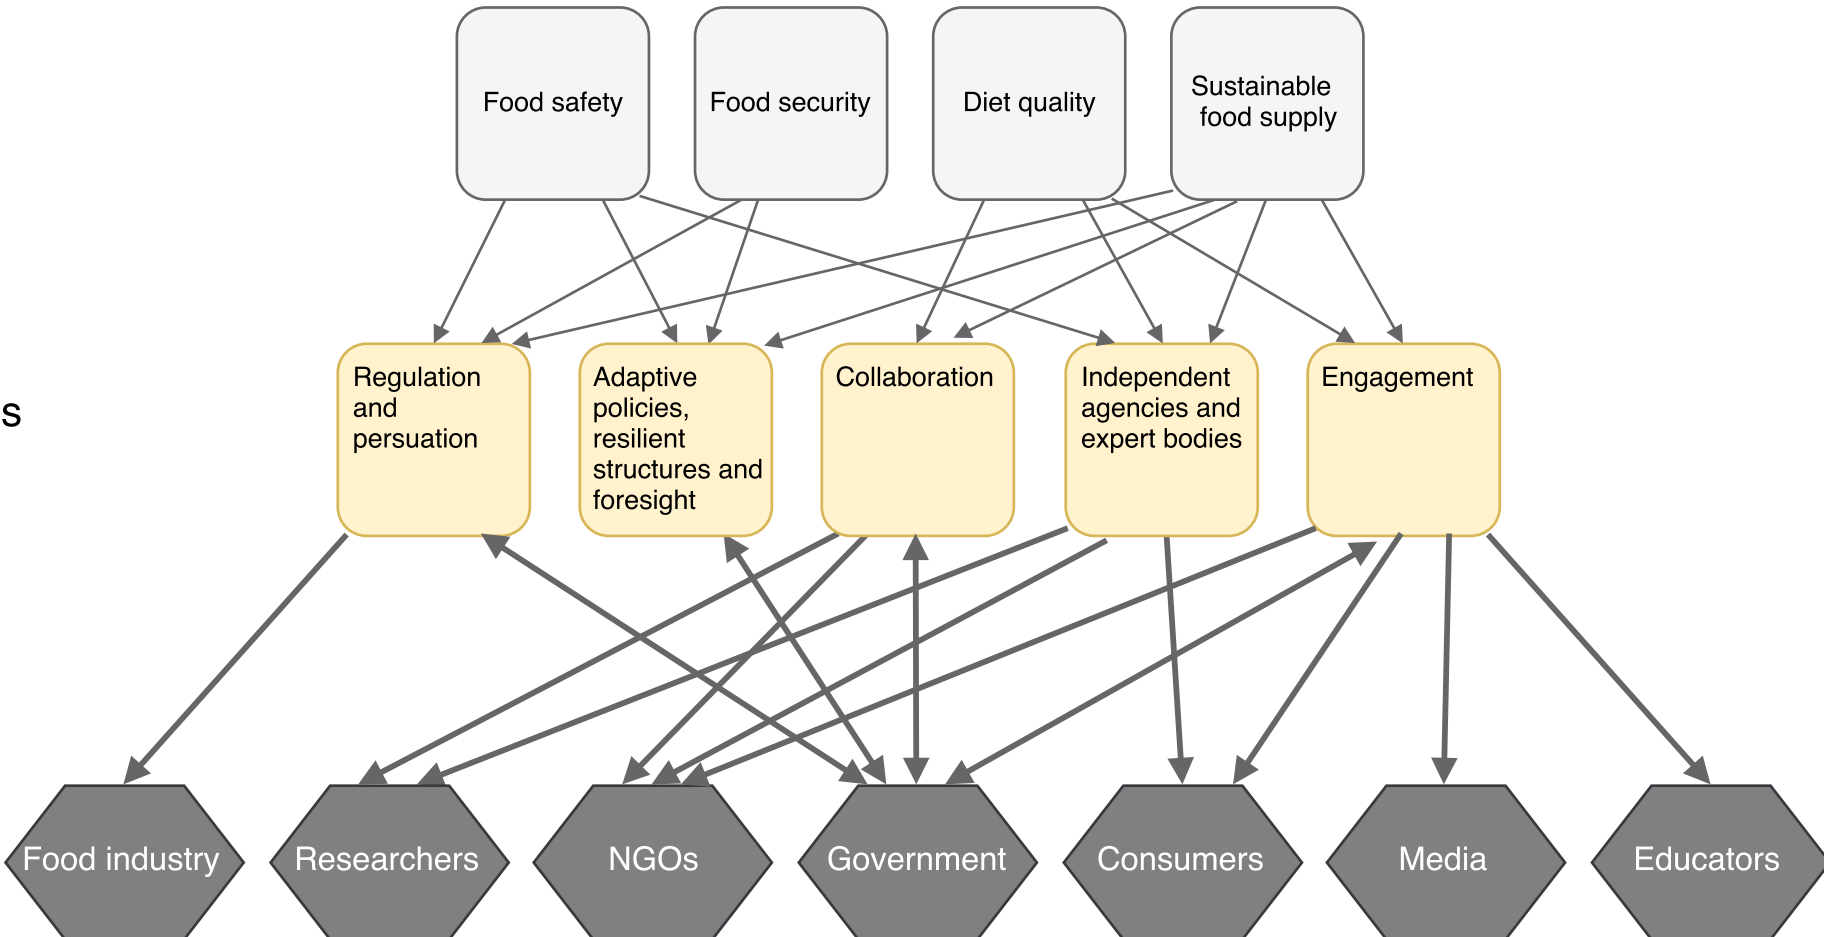 Food safety
Food security
Diet quality
Sustainable
food supply
s
Regulation
and
persuation
Adaptive
policies,
resilient
structures and
foresight
Collaboration
Independent
agencies and
expert bodies
Engagement
Food industry
Researchers
NGOs
Government
Consumers
Media
Educators